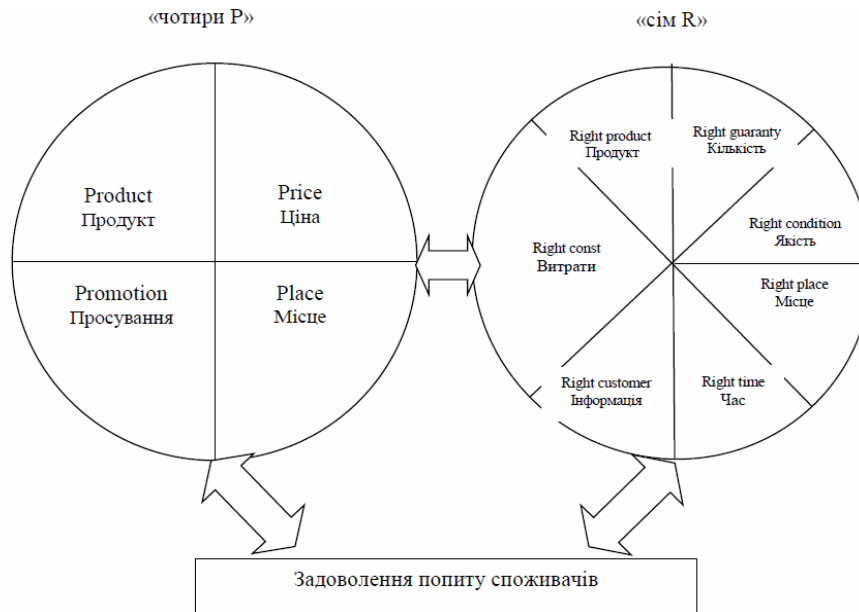 «чотири P»
«сім R»
Product
Продукт
Price
Ціна
Promotion
Просування
Place
Місце
Right product
Продукт
Right guaranty
Кількість
Right condition
Якість
Right const
Витрати
Right place
Місце
Right customer
Інформація
Right time
Час
Задоволення попиту споживачів